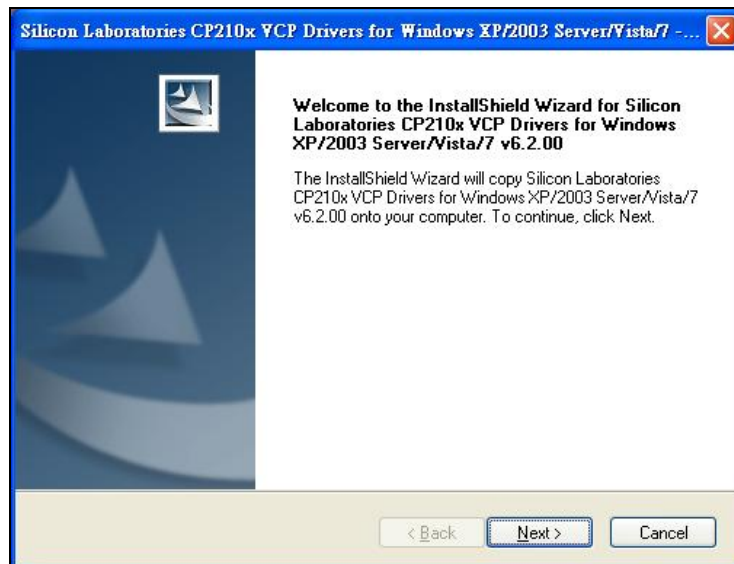 Silicon Laboratories CP210x VCP Drivers for Windows XP/2003 Server/Vista/7 -...
Welcome to the InstallShield Wizard for Silicon
Laboratories CP210x VCP Drivers for Windows
XP/2003 Server/Vista/7 v6.2.00
The InstallShield Wizard will copy Silicon Laboratories
CP210x VCP Drivers for Windows XP/2003 Server/Vista/7
v6.2.00 onto your computer. To continue, click Next.
< Back
Next >
Cancel